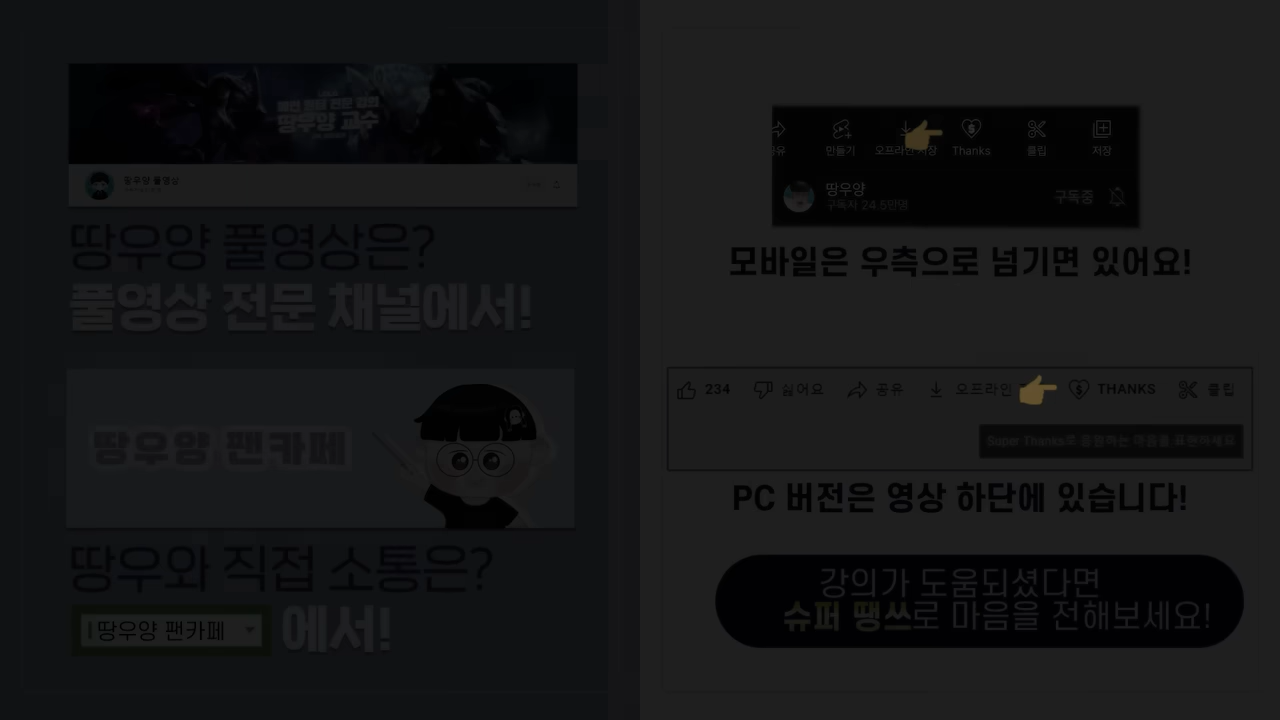 땅우양 교수
땅우양 풀영상
땅우양 풀영상은?
풀영상 전문 채널에서!
땅우양 팬카페
땅우와 직접 소통은?
땅우양 팬카페 에서!
만들기 오프라인 저장 Thanks 클립 저장
땅우양
구독자 24.5만명
구독중
모바일은 우측으로 넘기면 있어요!
234 싫어요 공유 오프라인 THANKS 클립
Super Thanks로 응원하는 마음을 표현하세요
PC 버전은 영상 하단에 있습니다!
강의가 도움되셨다면
슈퍼 땡쓰로 마음을 전해보세요!